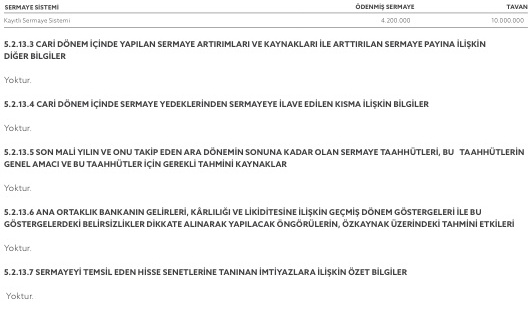 SERMAYE SİSTEMİ ÖDENMİŞ SERMAYE TAVAN
Kayıtlı Sermaye Sistemi 4.200.000 10.000.000
5.2.13.3 CARİ DÖNEM İÇİNDE YAPILAN SERMAYE ARTIRIMLARI VE KAYNAKLARI İLE ARTTIRILAN SERMAYE PAYINA İLİŞKİN
DİĞER BİLGİLER
Yoktur.
5.2.13.4 CARİ DÖNEM İÇİNDE SERMAYE YEDEKLERİNDEN SERMAYEYE İLAVE EDİLEN KISMA İLİŞKİN BİLGİLER
Yoktur.
5.2.13.5 SON MALİ YILIN VE ONU TAKİP EDEN ARA DÖNEMİN SONUNA KADAR OLAN SERMAYE TAAHHÜTLERİ, BU TAAHHÜTLERİN
GENEL AMACI VE BU TAAHHÜTLER İÇİN GEREKLİ TAHMİNİ KAYNAKLAR
Yoktur.
5.2.13.6 ANA ORTAKLIK BANKANIN GELİRLERİ, KÂRLILIĞI VE LİKİDİTESİNE İLİŞKİN GEÇMİŞ DÖNEM GÖSTERGELERİ İLE BU
GÖSTERGELERDEKİ BELİRSİZLİKLER DİKKATE ALINARAK YAPILACAK ÖNGÖRÜLERİN, ÖZKAYNAK ÜZERİNDEKİ TAHMİNİ ETKİLERİ
Yoktur.
5.2.13.7 SERMAYEYİ TEMSİL EDEN HİSSE SENETLERİNE TANINAN İMTİYAZLARA İLİŞKİN ÖZET BİLGİLER
Yoktur.